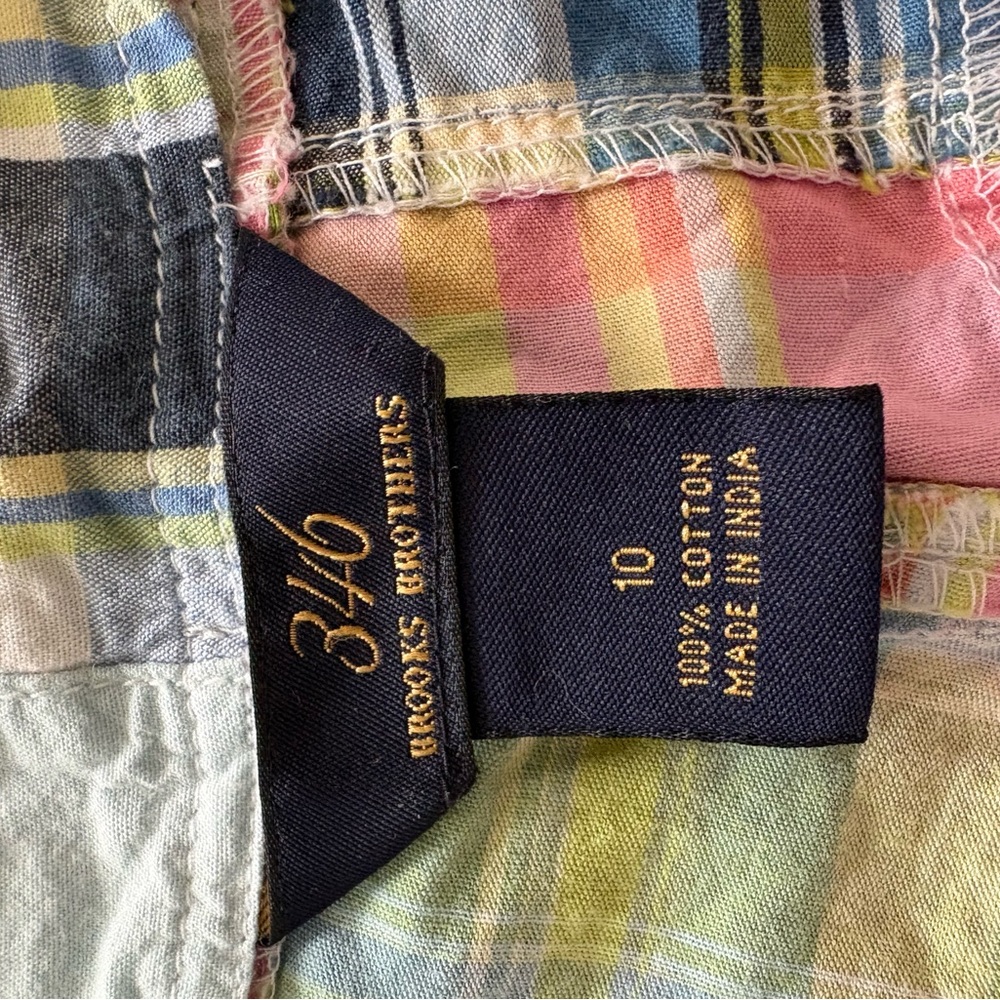 346
BROOKS BROTHERS
10
100% COTTON
MADE IN INDIA